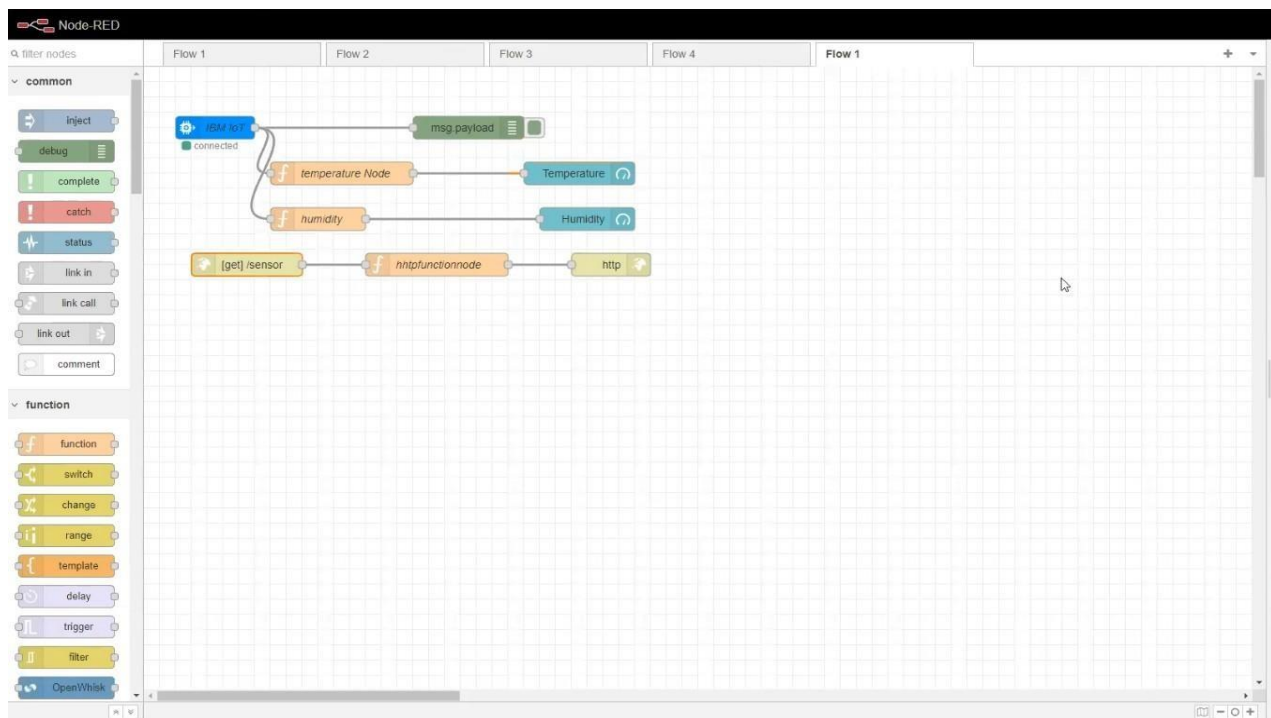 Node-RED
filter nodes
Flow 1
Flow 2
Flow 3
Flow 4
Flow 1
common
inject
debug
complete
catch
status
link in
link call
link out
comment
function
function
switch
change
range
template
delay
trigger
filter
OpenWhisk
IBM IoT
connected
msg.payload
temperature Node
Temperature
humidity
Humidity
[get] /sensor
hhtpfunctionnode
http